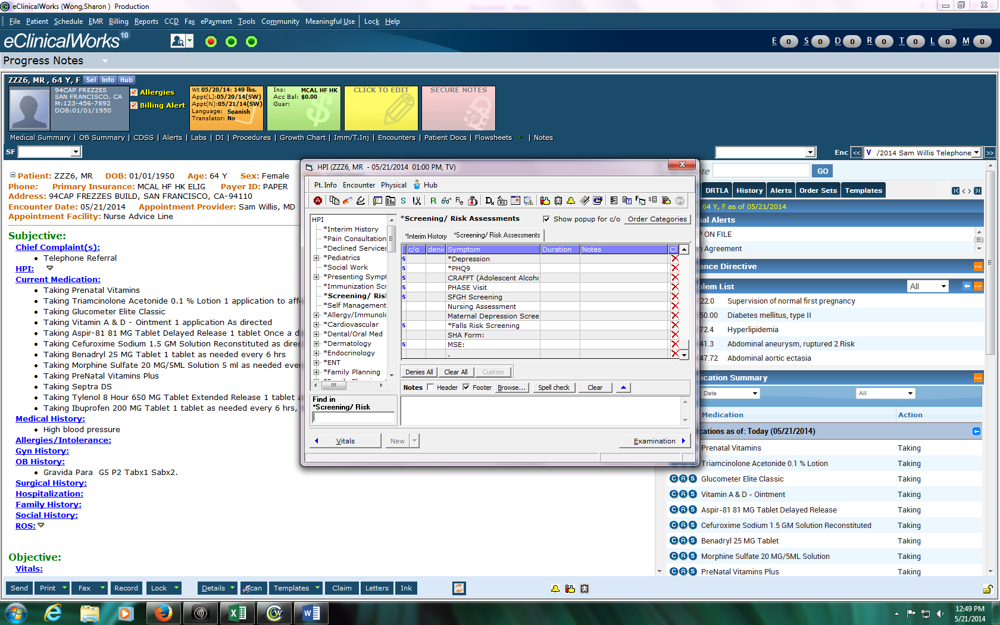 eClinicalWorks (Wong,Sharon ) Production
File Patient Schedule EMR Billing Reports CCD Fax ePayment Tools Community Meaningful Use Lock Help
eClinicalWorks 10
E 0 S 0 D 0 R 0 T 0 L 0 M 0
Progress Notes
ZZZ6, MR , 64 Y, F Sel Info Hub
94CAP FREZZES
SAN FRANCISCO, CA
M:123-456-7892
DOB:01/01/1950
Allergies
Billing Alert
Wt 05/20/14: 149 lbs.
Appt(L):05/20/14(SW)
Appt(N):05/21/14(SW)
Language: Spanish
Translator: No
Ins: MCAL HF HK
Acc Bal: $0.00
Guar:
CLICK TO EDIT
SECURE NOTES
Medical Summary | OB Summary | CDSS | Alerts | Labs | DI | Procedures | Growth Chart | Imm/T.Inj | Encounters | Patient Docs | Flowsheets | Notes
SF
Enc << V /2014 Sam Willis Telephone >>
Patient: ZZZ6, MR DOB: 01/01/1950 Age: 64 Y Sex: Female
Phone: Primary Insurance: MCAL HF HK ELIG Payer ID: PAPER
Address: 94CAP FREZZES BUILD, SAN FRANCISCO, CA-94110
Encounter Date: 05/21/2014 Appointment Provider: Sam Willis, MD
Appointment Facility: Nurse Advice Line
Subjective:
Chief Complaint(s):
Telephone Referral
HPI:
Current Medication:
Taking Prenatal Vitamins
Taking Triamcinolone Acetonide 0.1 % Lotion 1 application to aff
Taking Glucometer Elite Classic
Taking Vitamin A & D - Ointment 1 application As directed
Taking Aspir-81 81 MG Tablet Delayed Release 1 tablet Once a d
Taking Cefuroxime Sodium 1.5 GM Solution Reconstituted as direc
Taking Benadryl 25 MG Tablet 1 tablet as needed every 6 hrs
Taking Morphine Sulfate 20 MG/5ML Solution 5 ml as needed ever
Taking PreNatal Vitamins Plus
Taking Septra DS
Taking Tylenol 8 Hour 650 MG Tablet Extended Release 1 tablet a
Taking Ibuprofen 200 MG Tablet 1 tablet as needed every 6 hrs,
Medical History:
High blood pressure
Allergies/Intolerance:
Gyn History:
OB History:
Gravida Para G5 P2 Tabx1 Sabx2.
Surgical History:
Hospitalization:
Family History:
Social History:
ROS:
Objective:
Vitals:
HPI (ZZZ6, MR - 05/21/2014 01:00 PM, TV)
Pt. Info Encounter Physical Hub
HPI
*Interim History
*Pain Consultation
*Declined Services
*Pediatrics
*Social Work
*Presenting Sympt
*Immunization Scr
*Screening/ Risl
*Self Management
*Allergy/Immunolo
*Cardiovascular
*Dental/Oral Med
*Dermatology
*Endocrinology
*ENT
*Family Planning
Find in
*Screening/ Risk
*Screening/ Risk Assessments Show popup for c/o Order Categories
*Interim History *Screening/ Risk Assessments
c/o denie Symptom Duration Notes Cl
S *Depression
S *PHQ9
S CRAFFT (Adolescent Alcoho
S PHASE Visit
S SFGH Screening
Nursing Assessment
Maternal Depression Scree
S *Falls Risk Screening
SHA Form:
S MSE:
.
Denies All Clear All Custom
Notes Header Footer Browse... Spell check Clear
Vitals New Examination
ate GO
DRTLA History Alerts Order Sets Templates
64 Y, F as of 05/21/2014
bal Alerts
P ON FILE
n Agreement
ance Directive
blem List All
22.0 Supervision of normal first pregnancy
50.00 Diabetes mellitus, type II
72.4 Hyperlipidemia
41.3 Abdominal aneurysm, ruptured 2 Risk
47.72 Abdominal aortic ectasia
ication Summary
Date All
Medication Action
cations as of: Today (05/21/2014)
Prenatal Vitamins Taking
Triamcinolone Acetonide 0.1 % Lotion Taking
C R S Glucometer Elite Classic Taking
C R S Vitamin A & D - Ointment Taking
C R S Aspir-81 81 MG Tablet Delayed Release Taking
C R S Cefuroxime Sodium 1.5 GM Solution Reconstituted Taking
C R S Benadryl 25 MG Tablet Taking
C R S Morphine Sulfate 20 MG/5ML Solution Taking
C R S PreNatal Vitamins Plus Taking
Send Print Fax Record Lock Details Scan Templates Claim Letters Ink
12:49 PM
5/21/2014